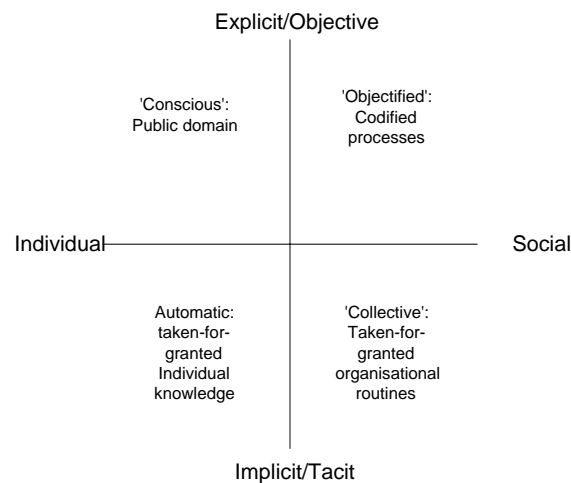 Explicit/Objective
'Conscious':
Public domain
'Objectified':
Codified
processes
Individual
Social
Automatic:
taken-for-
granted
Individual
knowledge
'Collective':
Taken-for-
granted
organisational
routines
Implicit/Tacit